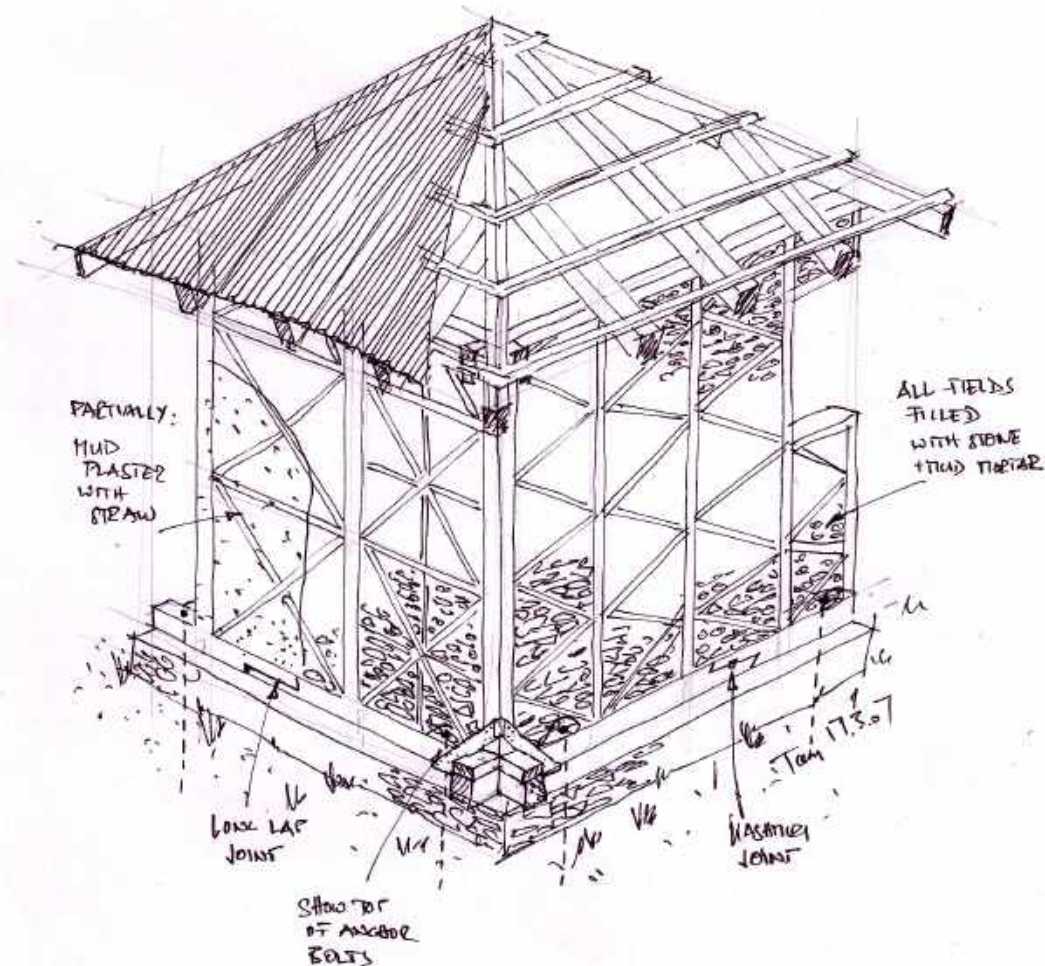 PARTIALLY:
MUD
PLASTER
WITH
STRAW
ALL FIELDS
FILLED
WITH STONE
+MUD MORTAR
LONG LAP
JOINT
SHOW TOP
OF ANCHOR
BOLTS
JOINT
17.3.07